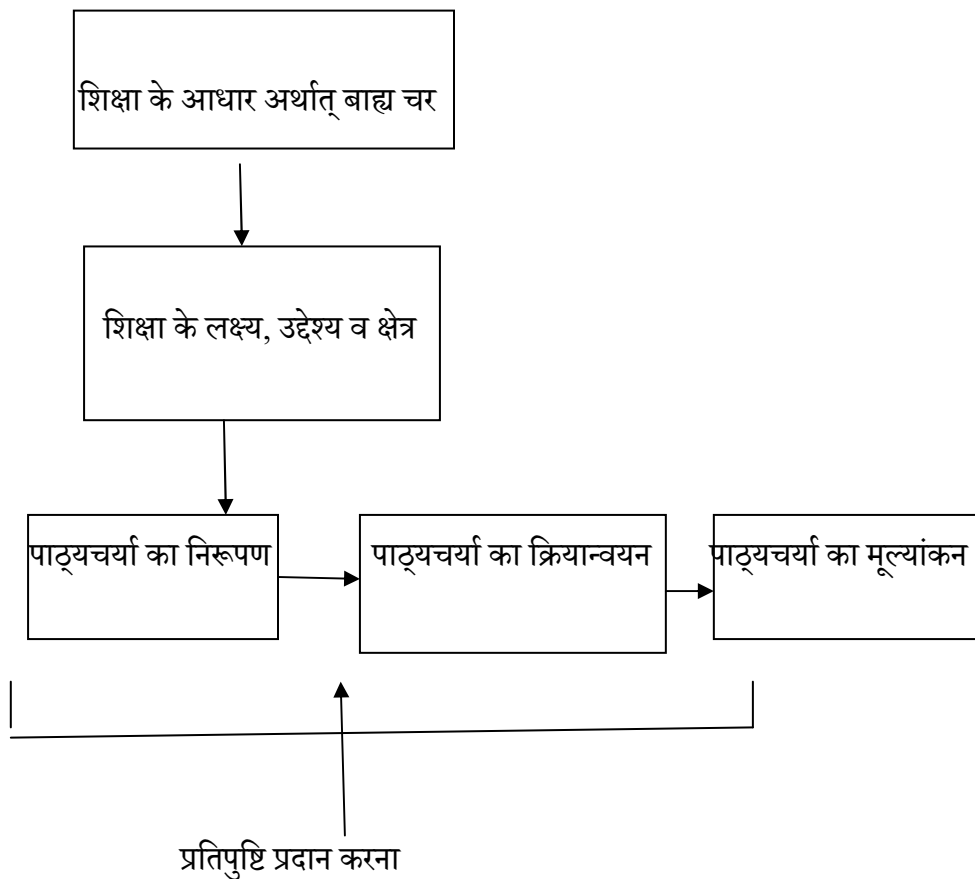 शिक्षा के आधार अर्थात् बाह्य चर
शिक्षा के लक्ष्य, उद्देश्य व क्षेत्र
पाठ्यचर्या का निरूपण
पाठ्यचर्या का क्रियान्वयन
पाठ्यचर्या का मूल्यांकन
प्रतिपुष्टि प्रदान करना